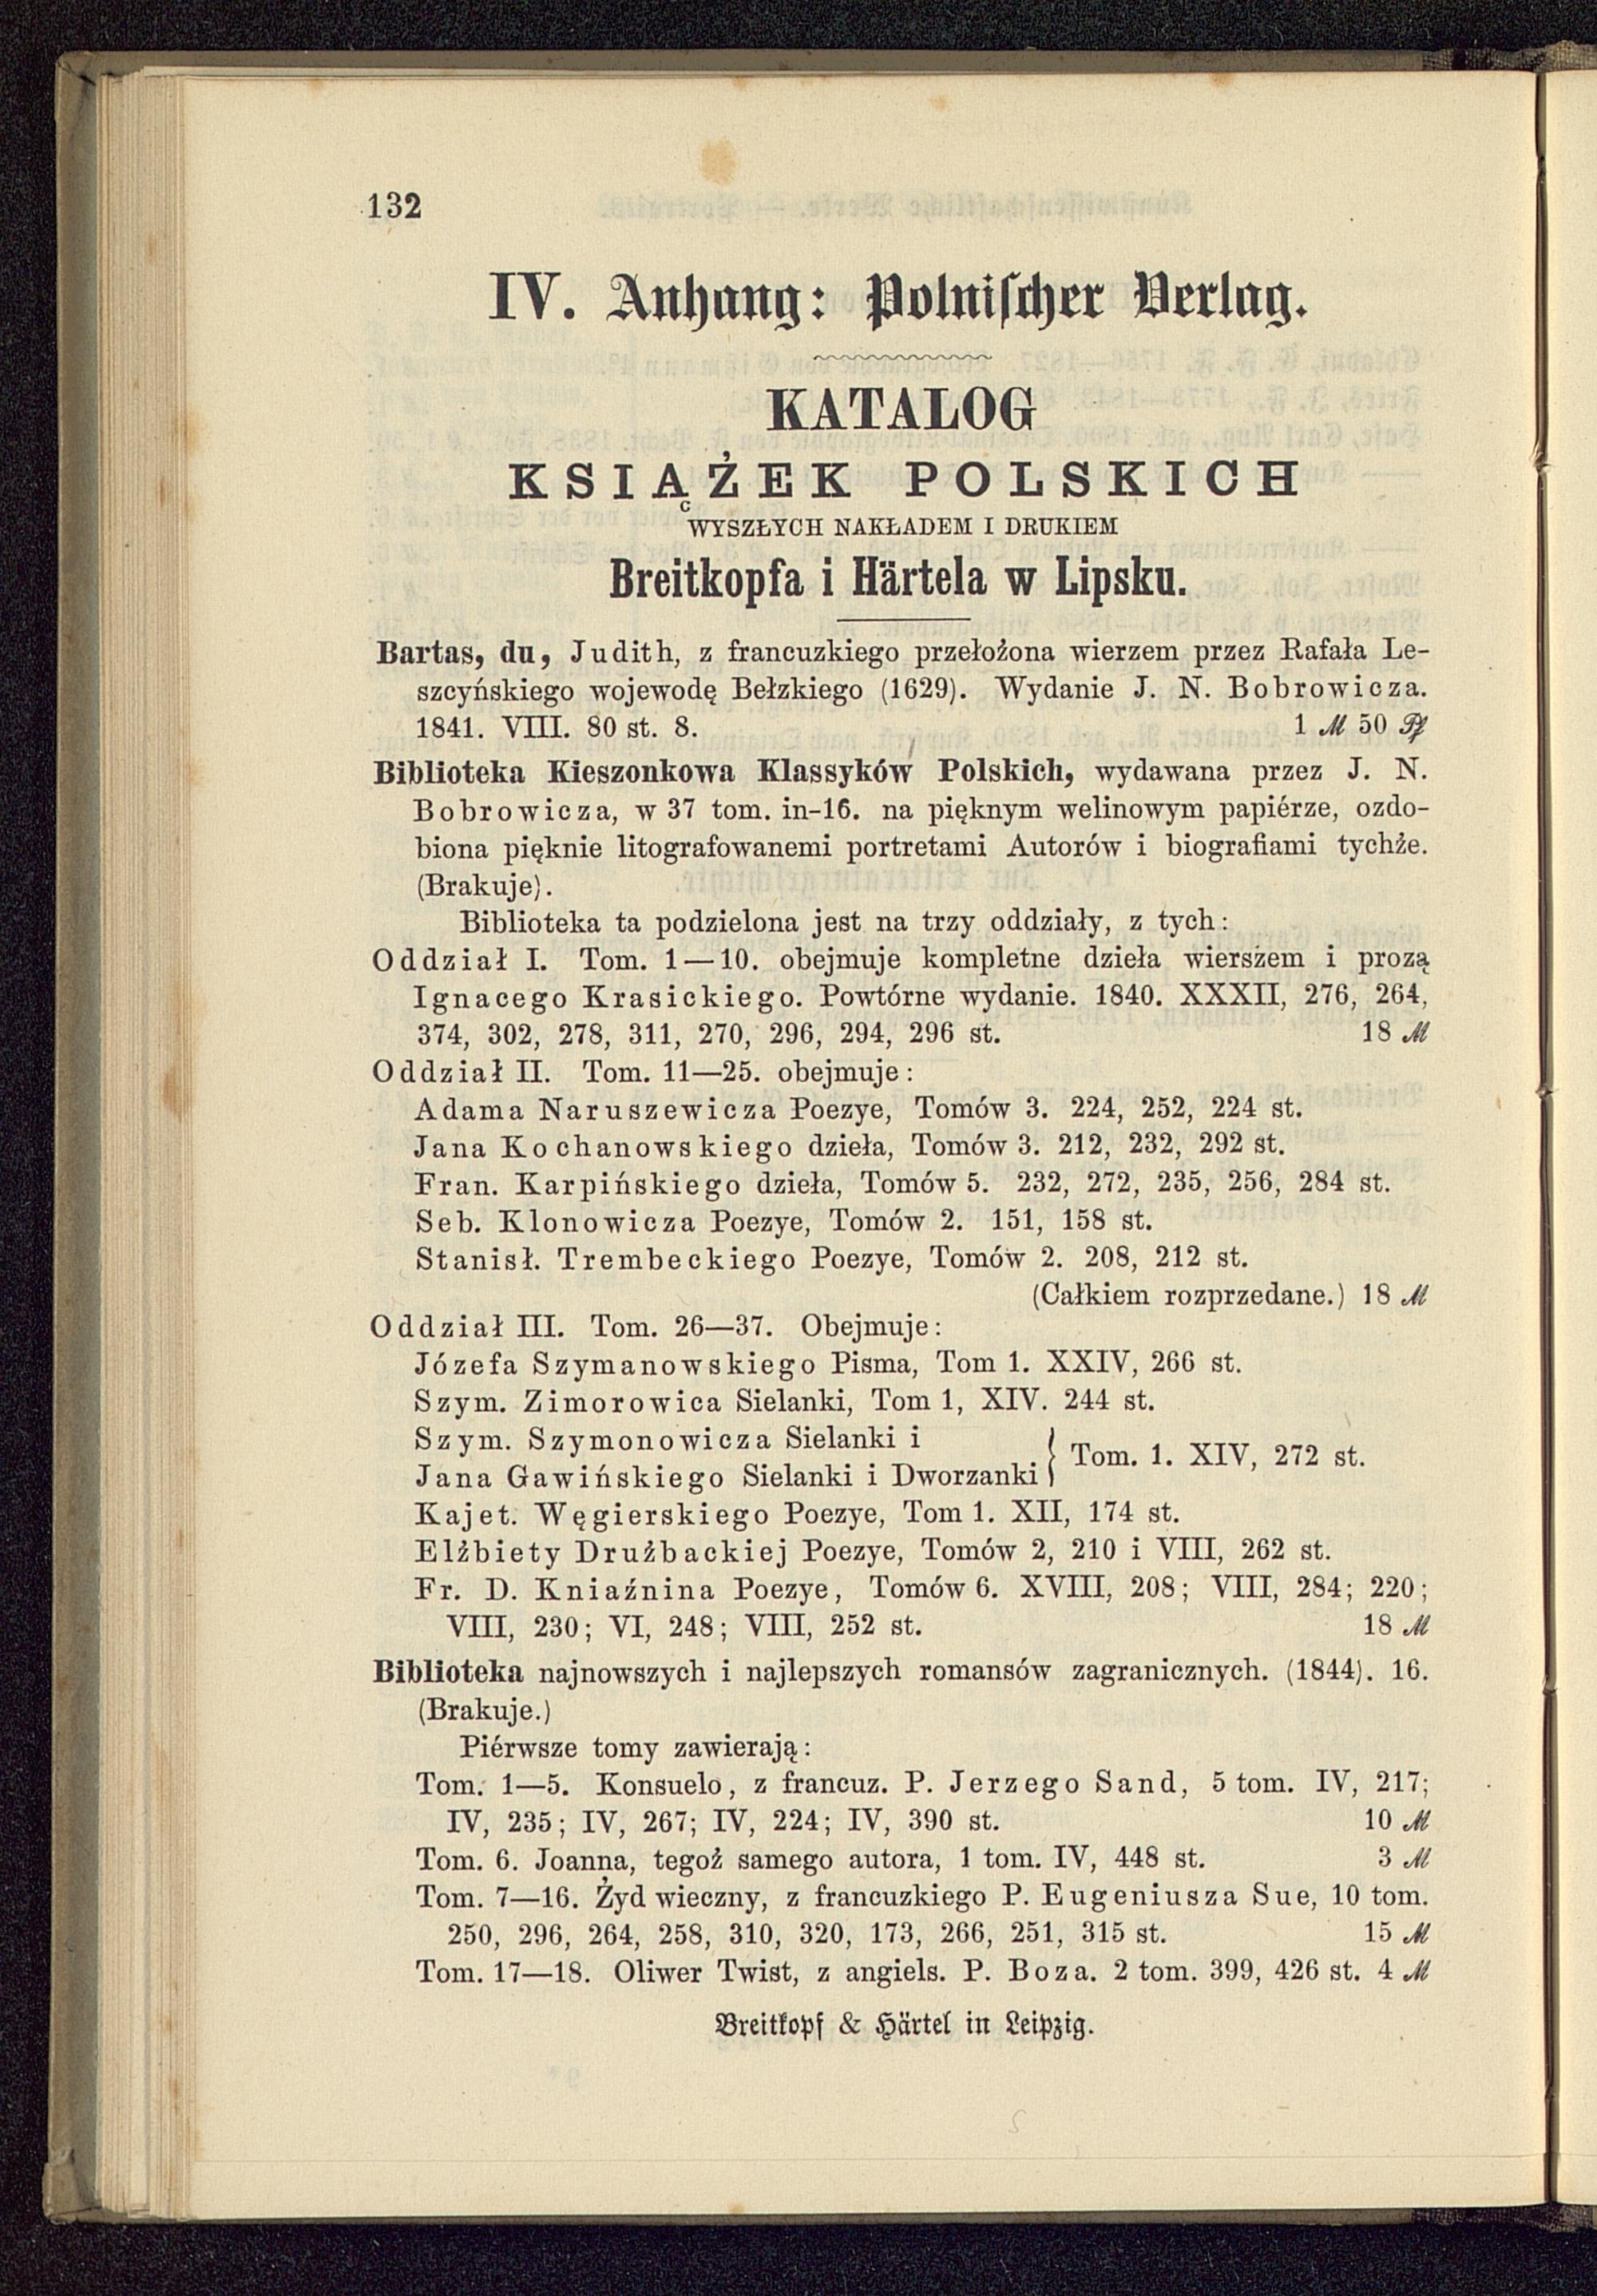 132
IV. Anhang: Polnischer Verlag.
KATALOG
KSIĄŻEK POLSKICH
WYSZŁYCH NAKŁADEM I DRUKIEM
Breitkopfa i Härtela w Lipsku.
Bartas, du, Judith, z francuzkiego przełożona wierzem przez Rafała Le-
szcyńskiego wojewodę Bełzkiego (1629). Wydanie J. N. Bobrowicza.
1841. VIII. 80 st. 8. 1 ℳ 50 Pf
Biblioteka Kieszonkowa Klassyków Polskich, wydawana przez J. N.
Bobrowicza, w 37 tom. in-16. na pięknym welinowym papiérze, ozdo-
biona pięknie litografowanemi portretami Autorów i biografiami tychże.
(Brakuje).
Biblioteka ta podzielona jest na trzy oddziały, z tych:
Oddział I. Tom. 1—10. obejmuje kompletne dzieła wierszem i prozą
Ignacego Krasickiego. Powtórne wydanie. 1840. XXXII, 276, 264,
374, 302, 278, 311, 270, 296, 294, 296 st. 18 ℳ
Oddział II. Tom. 11—25. obejmuje:
Adama Naruszewicza Poezye, Tomów 3. 224, 252, 224 st.
Jana Kochanowskiego dzieła, Tomów 3. 212, 232, 292 st.
Fran. Karpińskiego dzieła, Tomów 5. 232, 272, 235, 256, 284 st.
Seb. Klonowicza Poezye, Tomów 2. 151, 158 st.
Stanisł. Trembeckiego Poezye, Tomów 2. 208, 212 st.
(Całkiem rozprzedane.) 18 ℳ
Oddział III. Tom. 26—37. Obejmuje:
Józefa Szymanowskiego Pisma, Tom 1. XXIV, 266 st.
Szym. Zimorowica Sielanki, Tom 1, XIV. 244 st.
Szym. Szymonowicza Sielanki i
Jana Gawińskiego Sielanki i Dworzanki } Tom. 1. XIV, 272 st.
Kajet. Węgierskiego Poezye, Tom 1. XII, 174 st.
Elżbiety Drużbackiej Poezye, Tomów 2, 210 i VIII, 262 st.
Fr. D. Kniaźnina Poezye, Tomów 6. XVIII, 208; VIII, 284; 220;
VIII, 230; VI, 248; VIII, 252 st. 18 ℳ
Biblioteka najnowszych i najlepszych romansów zagranicznych. (1844). 16.
(Brakuje.)
Piérwsze tomy zawierają:
Tom. 1—5. Konsuelo, z francuz. P. Jerzego Sand, 5 tom. IV, 217;
IV, 235; IV, 267; IV, 224; IV, 390 st. 10 ℳ
Tom. 6. Joanna, tegoż samego autora, 1 tom. IV, 448 st. 3 ℳ
Tom. 7—16. Żyd wieczny, z francuzkiego P. Eugeniusza Sue, 10 tom.
250, 296, 264, 258, 310, 320, 173, 266, 251, 315 st. 15 ℳ
Tom. 17—18. Oliwer Twist, z angiels. P. Boza. 2 tom. 399, 426 st. 4 ℳ
Breitkopf & Härtel in Leipzig.